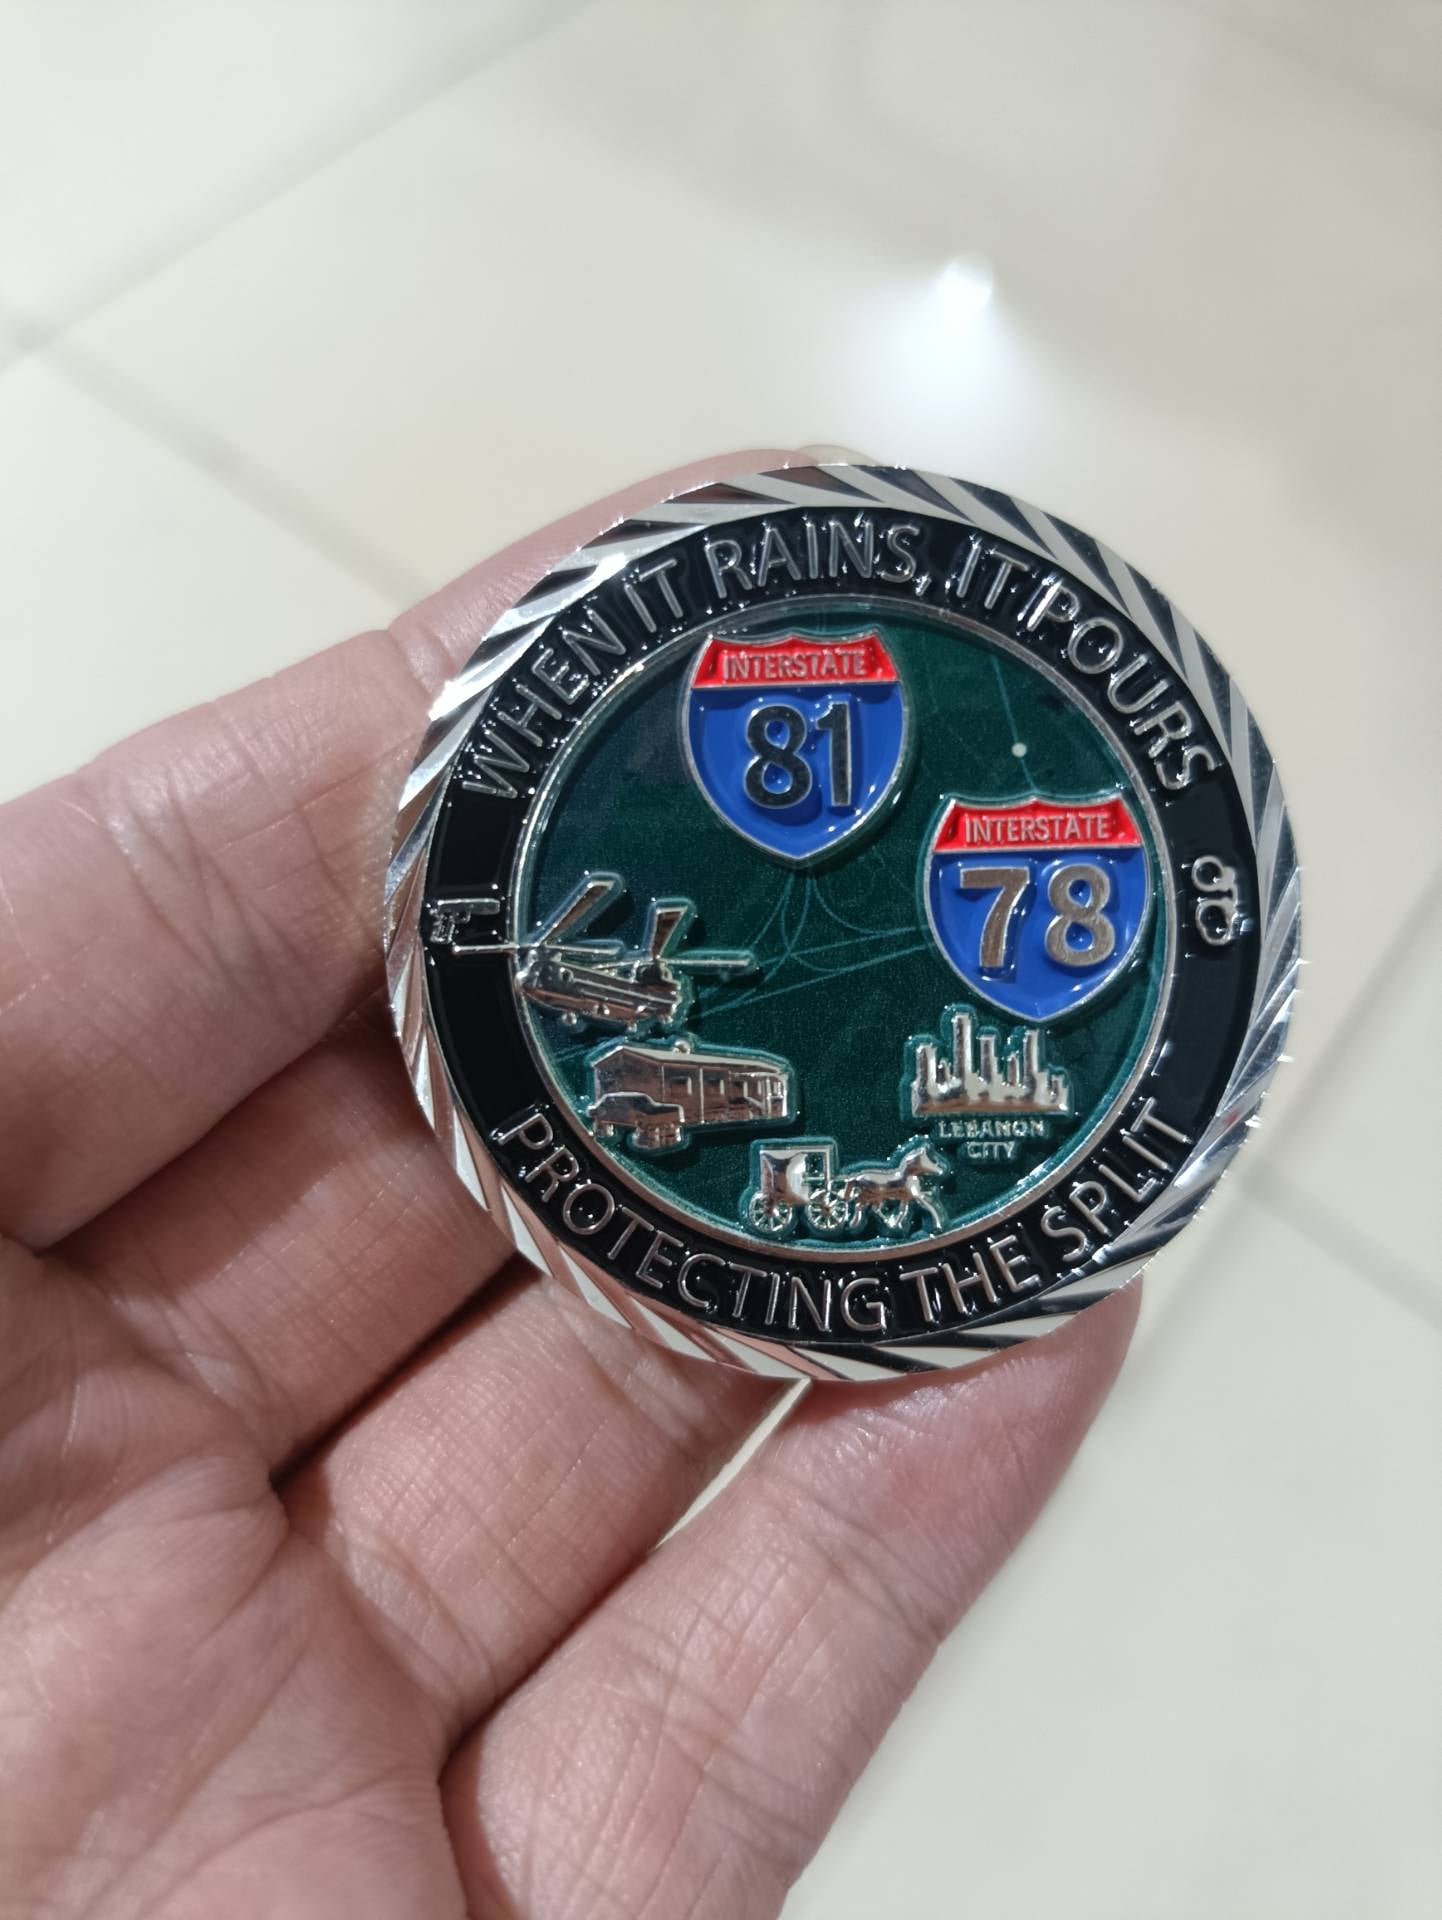 WHEN IT RAINS, IT POURS
INTERSTATE
81
INTERSTATE
78
LEBANON
CITY
PROTECTING THE SPLIT